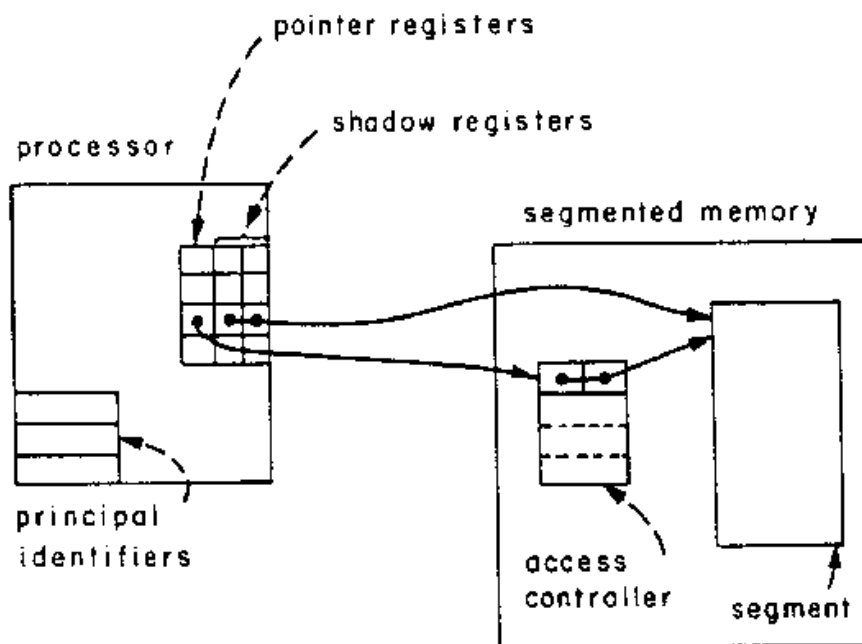 pointer registers
shadow registers
processor
segmented memory
principal
identifiers
access
controller
segment